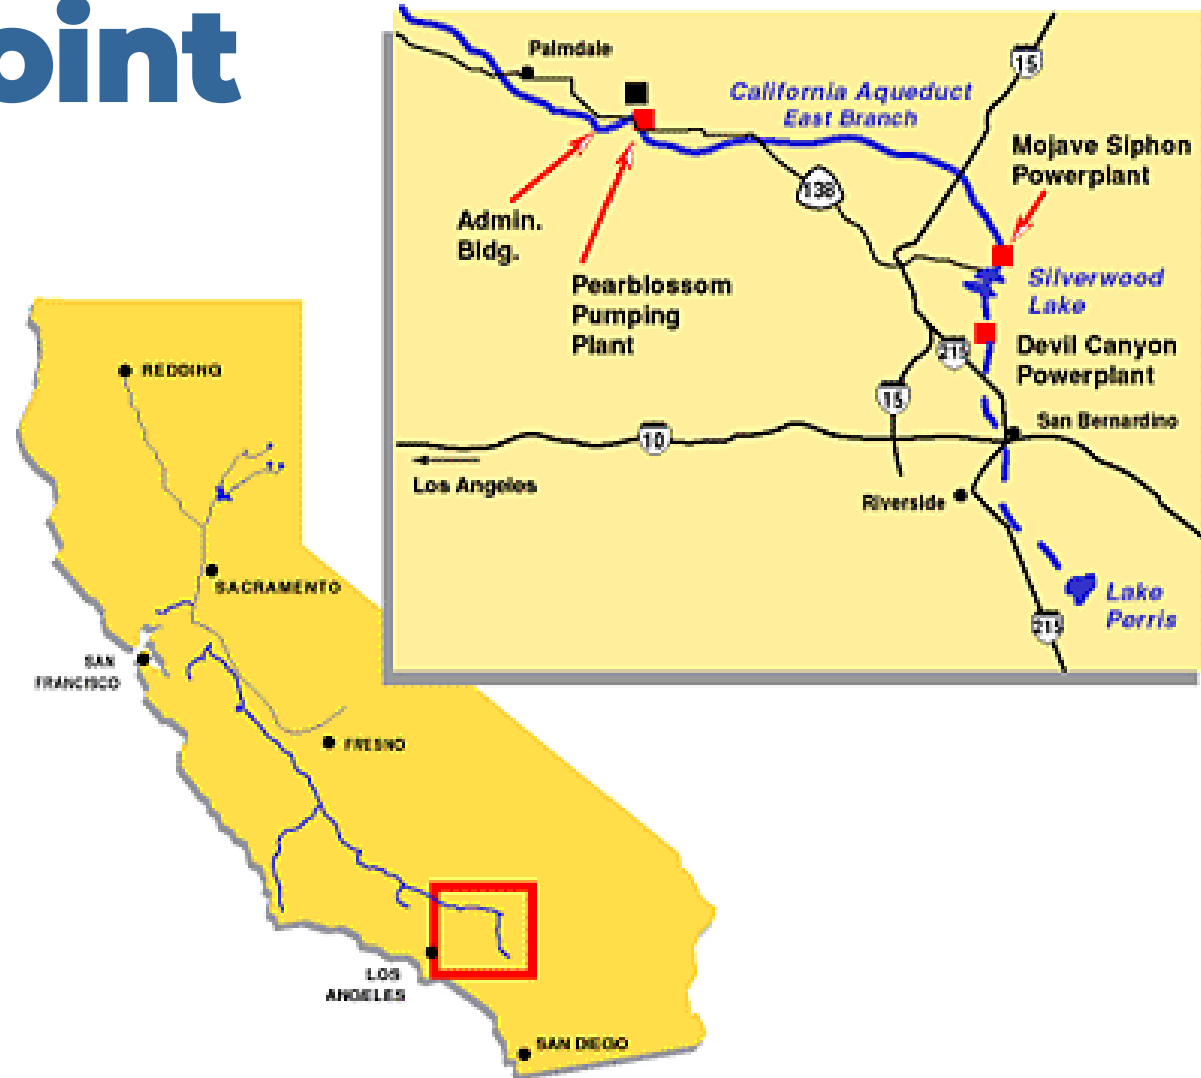 oint
Palmdale
15
California Aqueduct
East Branch
Mojave Siphon
Powerplant
138
Admin.
Bldg.
Pearblossom
Pumping
Plant
Silverwood
Lake
215
Devil Canyon
Powerplant
15
San Bernardino
10
Los Angeles
Riverside
Lake
Perris
215
REDDING
SACRAMENTO
SAN
FRANCISCO
FRESNO
LOS
ANGELES
SAN DIEGO